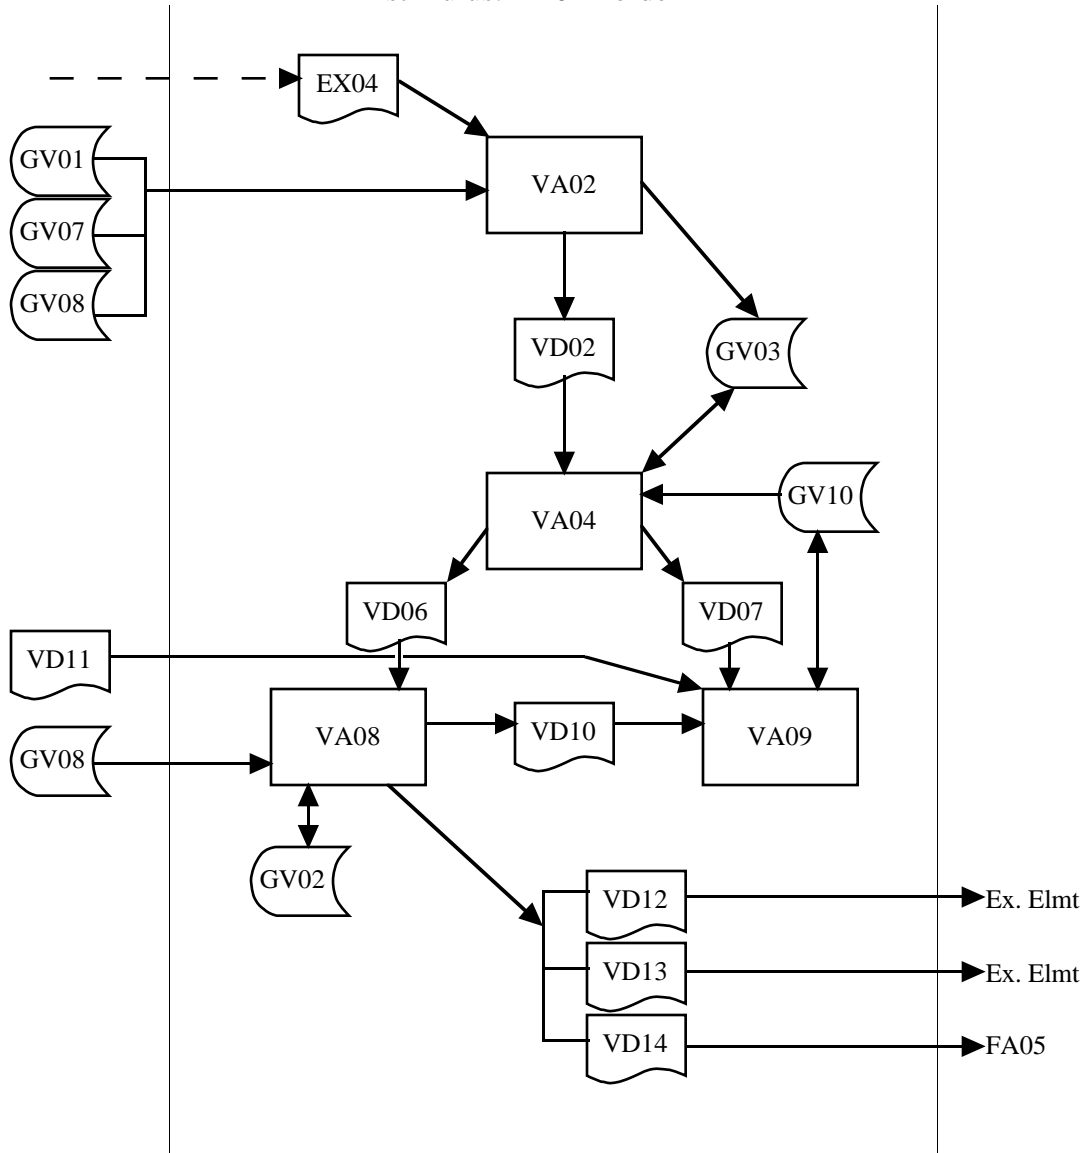 EX04
GV01
VA02
GV07
GV08
VD02
GV03
GV10
VA04
VD06
VD07
VD11
VA08
VD10
VA09
GV08
GV02
VD12
Ex. Elmt
VD13
Ex. Elmt
VD14
FA05